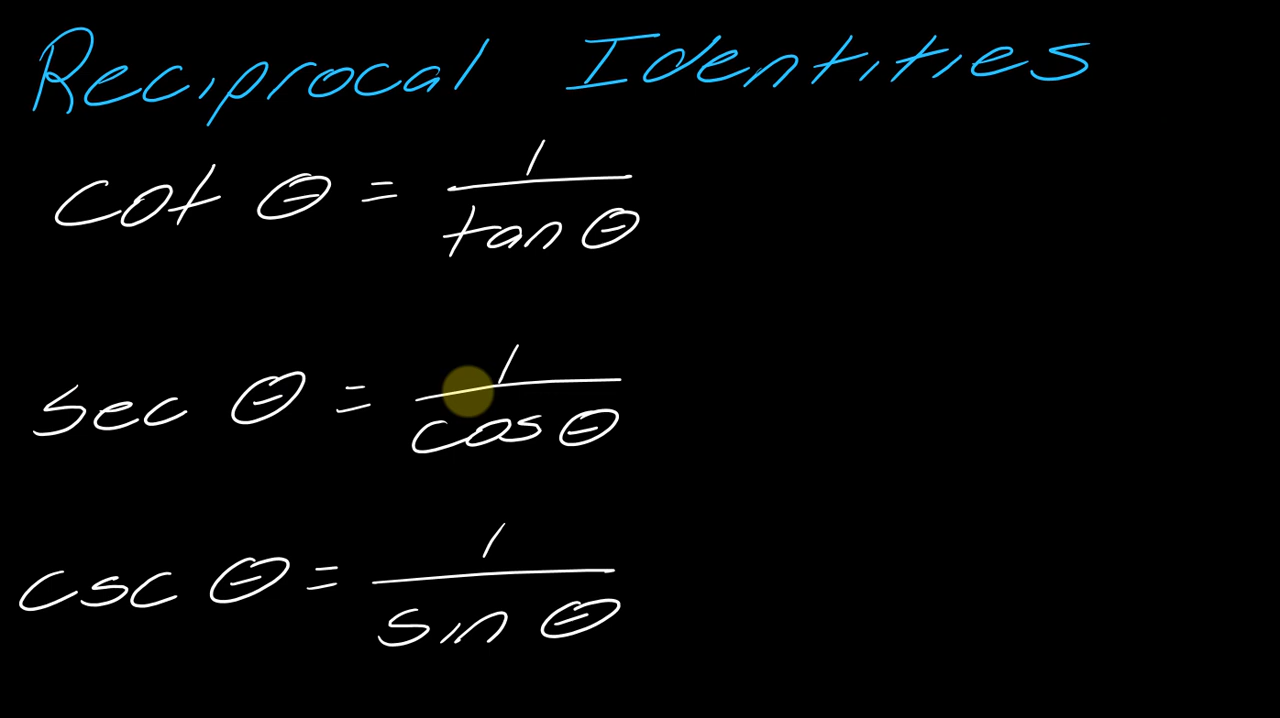 Reciprocal Identities
cot θ = 1/tan θ
sec θ = 1/cos θ
csc θ = 1/sin θ